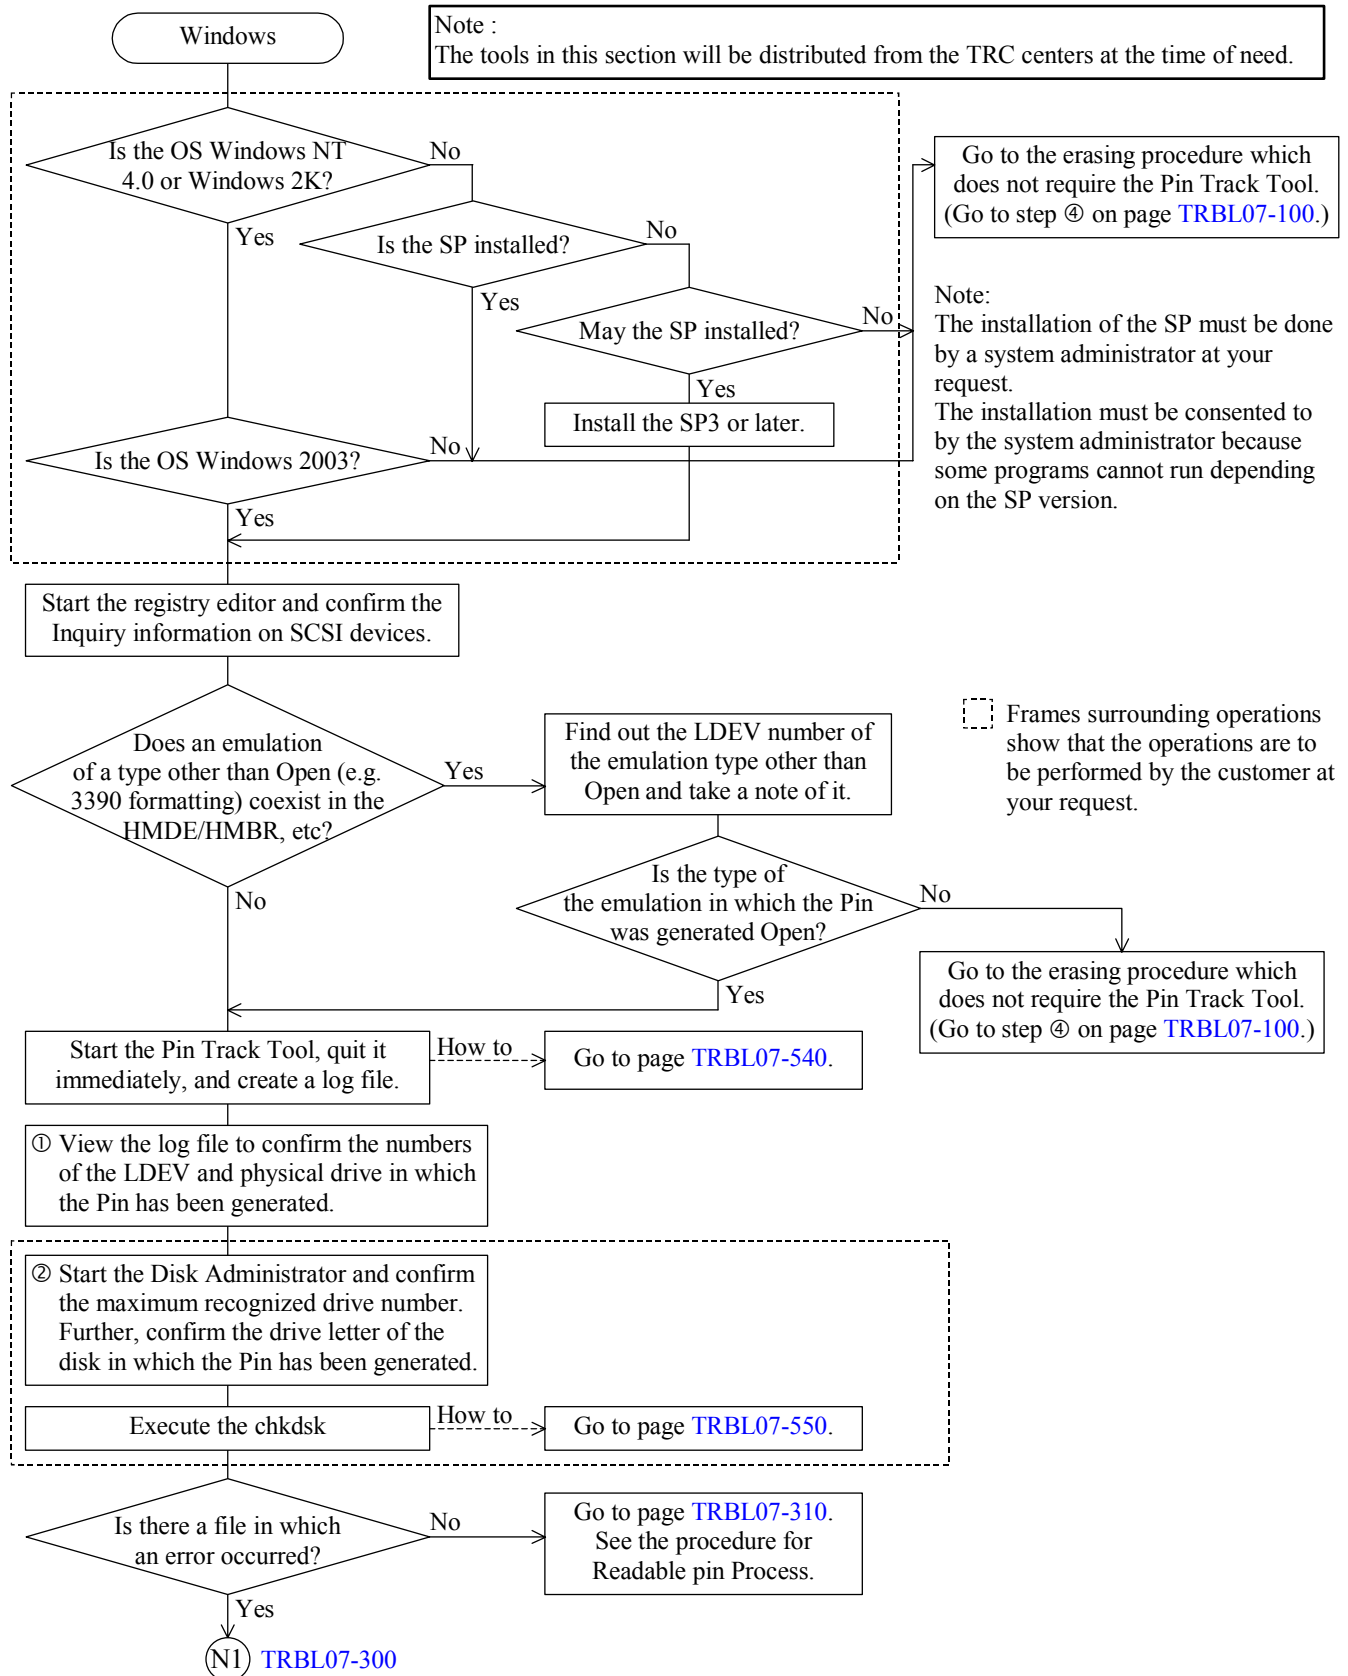 Windows
Note :
The tools in this section will be distributed from the TRC centers at the time of need.
Is the OS Windows NT
4.0 or Windows 2K?
No
Yes
Is the SP installed?
No
Yes
May the SP installed?
No
Yes
Install the SP3 or later.
Is the OS Windows 2003?
No
Yes
Go to the erasing procedure which
does not require the Pin Track Tool.
(Go to step ④ on page TRBL07-100.)
Note:
The installation of the SP must be done
by a system administrator at your
request.
The installation must be consented to
by the system administrator because
some programs cannot run depending
on the SP version.
Start the registry editor and confirm the
Inquiry information on SCSI devices.
Does an emulation
of a type other than Open (e.g.
3390 formatting) coexist in the
HMDE/HMBR, etc?
Yes
No
Find out the LDEV number of
the emulation type other than
Open and take a note of it.
Frames surrounding operations
show that the operations are to
be performed by the customer at
your request.
Is the type of
the emulation in which the Pin
was generated Open?
No
Yes
Go to the erasing procedure which
does not require the Pin Track Tool.
(Go to step ④ on page TRBL07-100.)
Start the Pin Track Tool, quit it
immediately, and create a log file.
How to
Go to page TRBL07-540.
① View the log file to confirm the numbers
of the LDEV and physical drive in which
the Pin has been generated.
② Start the Disk Administrator and confirm
the maximum recognized drive number.
Further, confirm the drive letter of the
disk in which the Pin has been generated.
Execute the chkdsk
How to
Go to page TRBL07-550.
Is there a file in which
an error occurred?
No
Yes
Go to page TRBL07-310.
See the procedure for
Readable pin Process.
N1 TRBL07-300